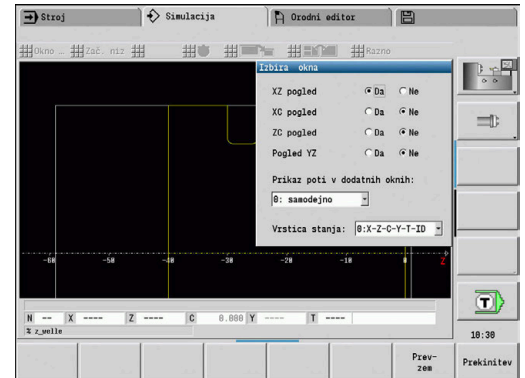 Stroj
Simulacija
Orodni editor
Okno ...
Zač. niz
Razno
Izbira okna
XZ pogled Da Ne
XC pogled Da Ne
ZC pogled Da Ne
Pogled YZ Da Ne
Prikaz poti v dodatnih oknih:
0: samodejno
Vrstica stanja: 0:X-Z-C-Y-T-ID
-60 -50 -40 -30 -20 -10 0 Z
N -- X ---- Z ---- C 0.000 Y ---- T ----
% z_welle
T
10:30
Prev-
zem
Prekinitev